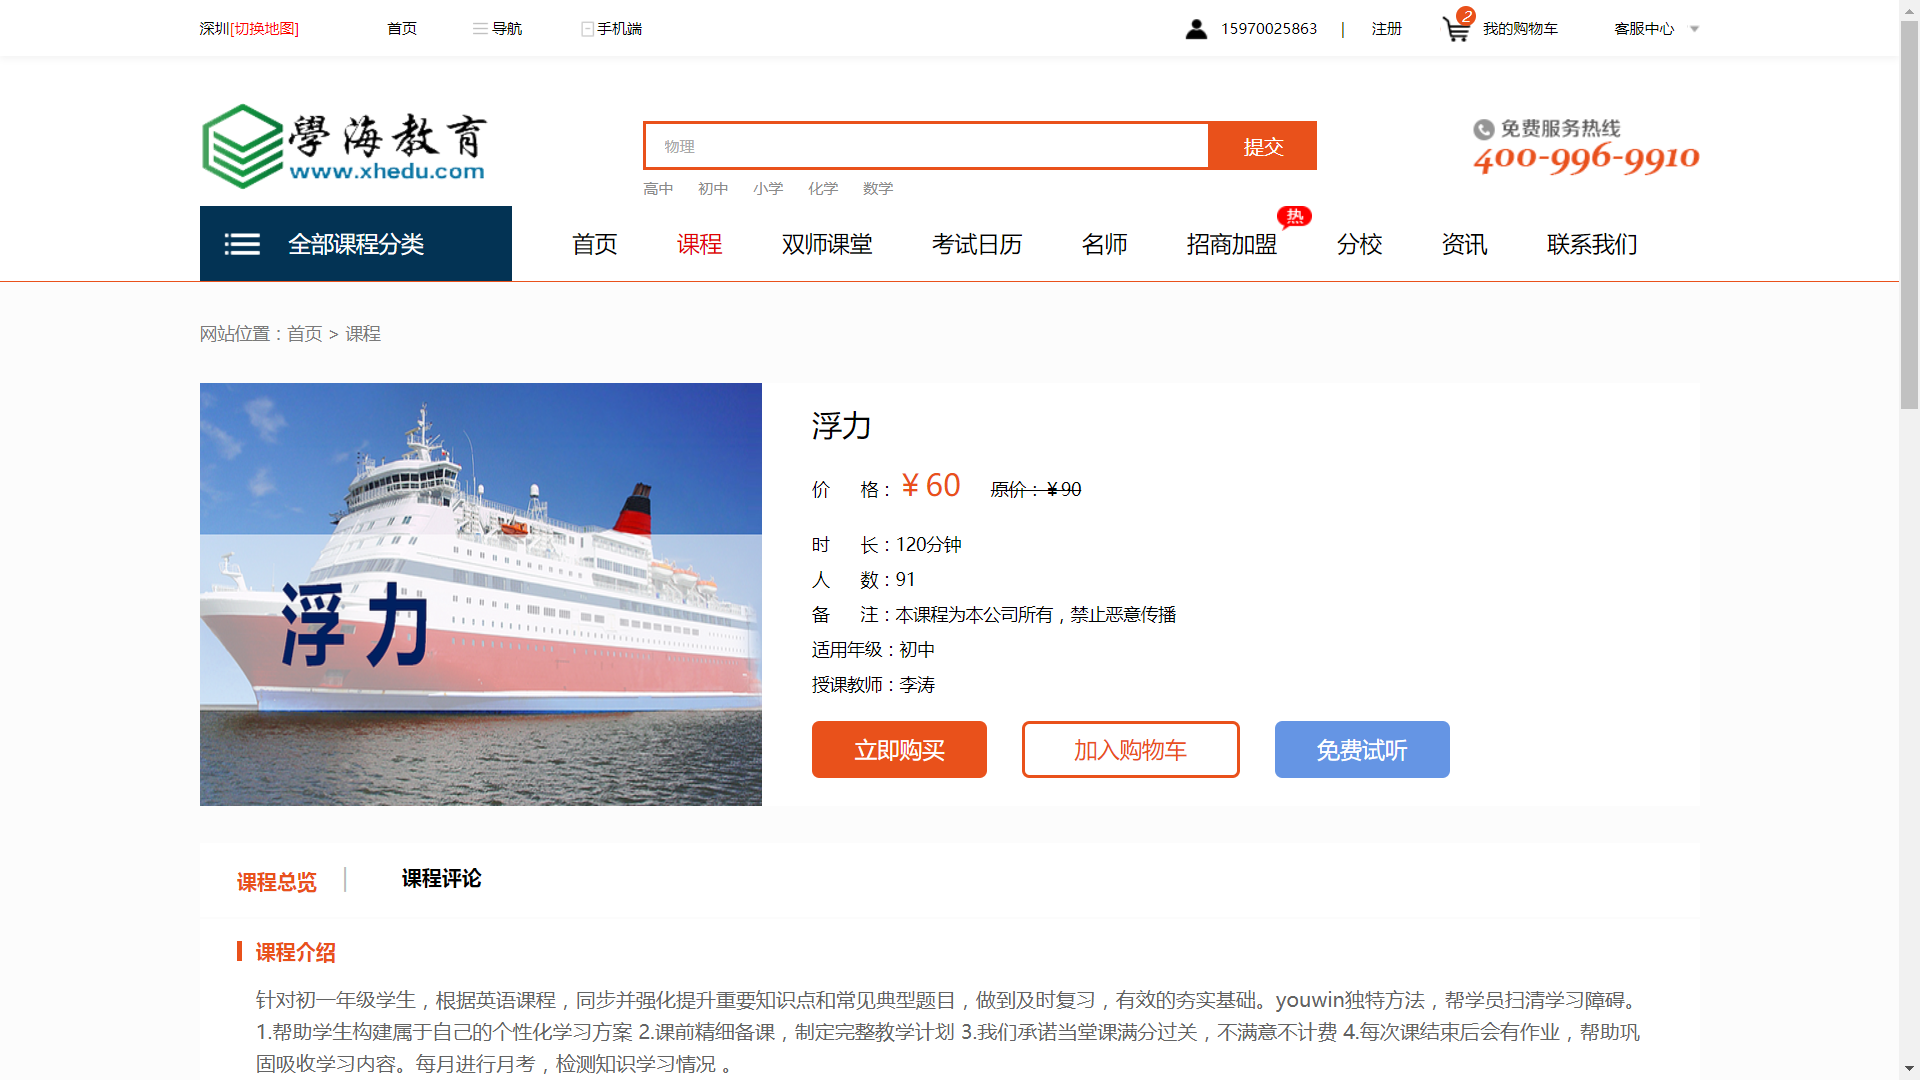 深圳[切换地图] 首页 导航 手机端 15970025863 | 注册 2 我的购物车 客服中心
學海教育
www.xhedu.com
物理 提交
高中 初中 小学 化学 数学
免费服务热线
400-996-9910
全部课程分类 首页 课程 双师课堂 考试日历 名师 招商加盟 热 分校 资讯 联系我们
网站位置：首页 > 课程
浮力
浮力
价 格：￥60 原价：￥90
时 长：120分钟
人 数：91
备 注：本课程为本公司所有，禁止恶意传播
适用年级：初中
授课教师：李涛
立即购买 加入购物车 免费试听
课程总览 课程评论
课程介绍
针对初一年级学生，根据英语课程，同步并强化提升重要知识点和常见典型题目，做到及时复习，有效的夯实基础。youwin独特方法，帮学员扫清学习障碍。
1.帮助学生构建属于自己的个性化学习方案 2.课前精细备课，制定完整教学计划 3.我们承诺当堂课满分过关，不满意不计费 4.每次课结束后会有作业，帮助巩
固吸收学习内容。每月进行月考，检测知识学习情况 。